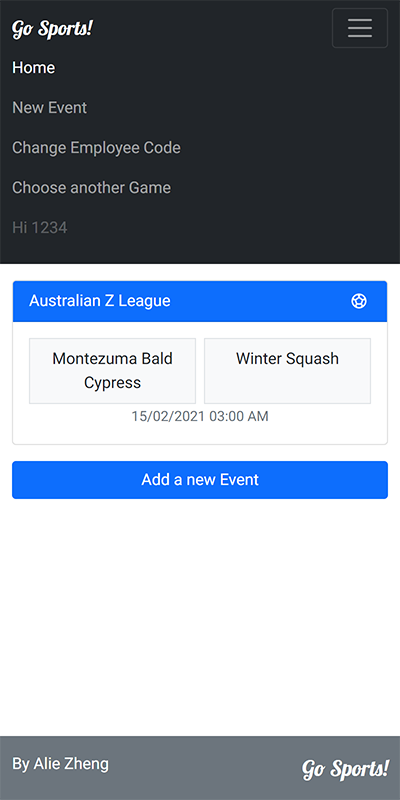 Go Sports!
Home
New Event
Change Employee Code
Choose another Game
Hi 1234
Australian Z League
Montezuma Bald
Cypress
Winter Squash
15/02/2021 03:00 AM
Add a new Event
By Alie Zheng
Go Sports!